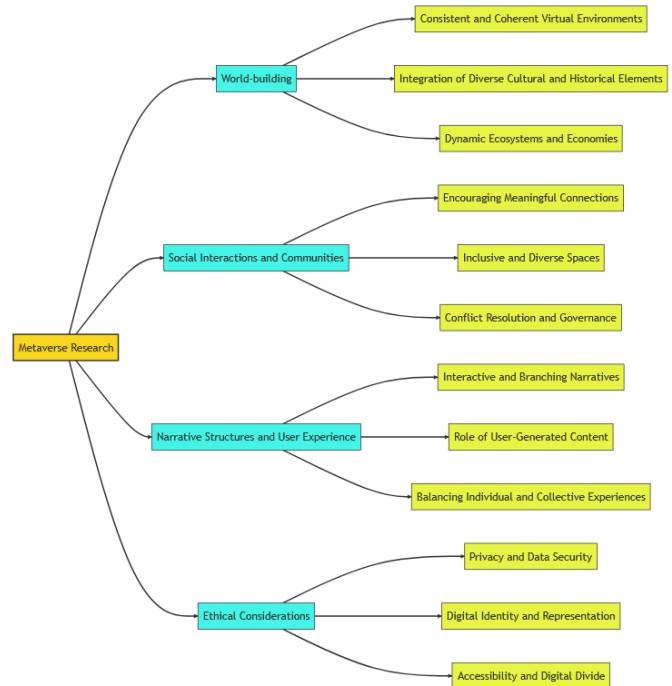 Consistent and Coherent Virtual Environments
World-building
Integration of Diverse Cultural and Historical Elements
Dynamic Ecosystems and Economies
Encouraging Meaningful Connections
Social Interactions and Communities
Inclusive and Diverse Spaces
Conflict Resolution and Governance
Metaverse Research
Interactive and Branching Narratives
Narrative Structures and User Experience
Role of User-Generated Content
Balancing Individual and Collective Experiences
Privacy and Data Security
Ethical Considerations
Digital Identity and Representation
Accessibility and Digital Divide